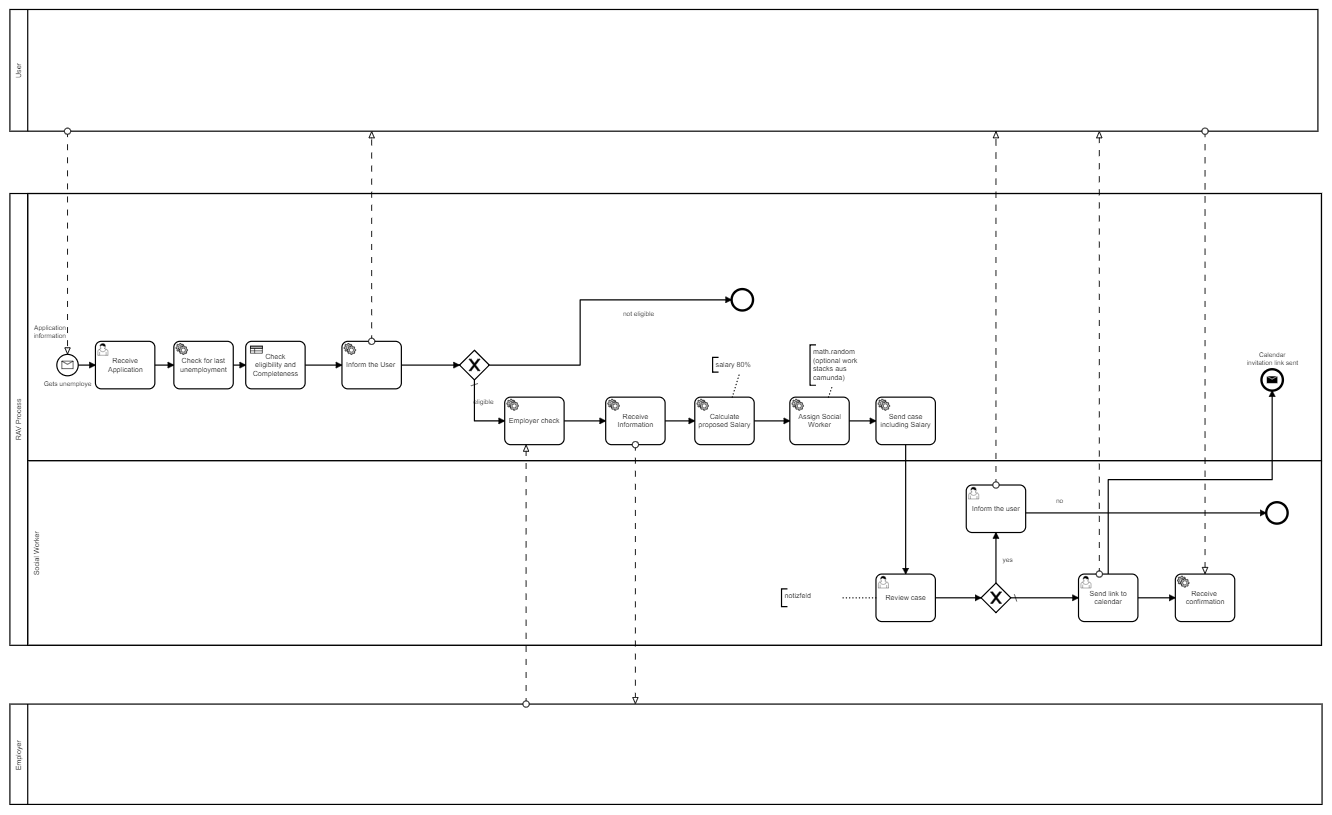 User
RAV Process
Application
information
Gets unemploye
Receive
Application
Check for last
unemployment
Check
eligibility and
Completeness
Inform the User
not eligible
eligible
Employer check
Receive
Information
salary 80%
Calculate
proposed Salary
math.random
(optional work
stacks aus
camunda)
Assign Social
Worker
Send case
including Salary
Calendar
invitation link sent
Social Worker
Inform the user
no
yes
notizfeld
Review case
Send link to
calendar
Receive
confirmation
Employer